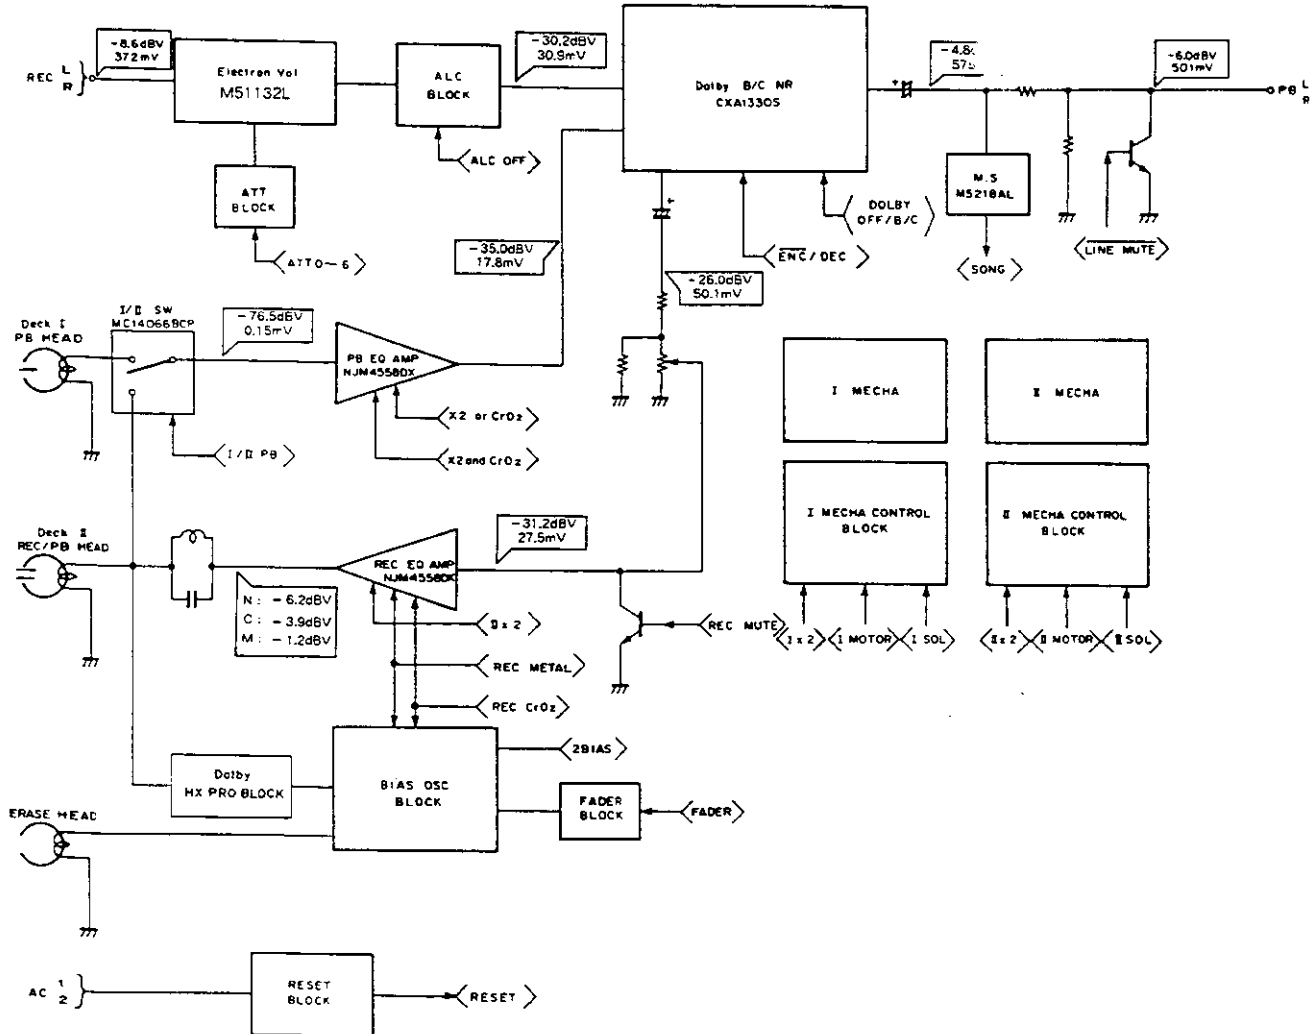 -8.6dBV
372mV
REC L
R
Electron Vol
M51132L
ALC
BLOCK
-30.2dBV
30.9mV
Dolby B/C NR
CXA1330S
-4.8
57
-6.0dBV
501mV
PB L
R
ALC OFF
ATT
BLOCK
ATT0~6
-35.0dBV
17.8mV
DOLBY
OFF/B/C
ENC/DEC
M.S
M5218AL
SONG
LINE MUTE
-26.0dBV
50.1mV
I/II SW
MC14066BCP
Deck I
PB HEAD
-76.5dBV
0.15mV
PB EQ AMP
NJM4558DX
X2 or CrO2
X2 and CrO2
I/II PB
I MECHA
II MECHA
I MECHA CONTROL
BLOCK
II MECHA CONTROL
BLOCK
I x 2
I MOTOR
I SOL
II x 2
II MOTOR
II SOL
Deck II
REC/PB HEAD
-31.2dBV
27.5mV
REC EQ AMP
NJM4558DX
N: -6.2dBV
C: -3.9dBV
M: -1.2dBV
II x 2
REC MUTE
REC METAL
REC CrO2
Dolby
HX PRO BLOCK
BIAS OSC
BLOCK
2BIAS
FADER
BLOCK
FADER
ERASE HEAD
AC 1
2
RESET
BLOCK
RESET